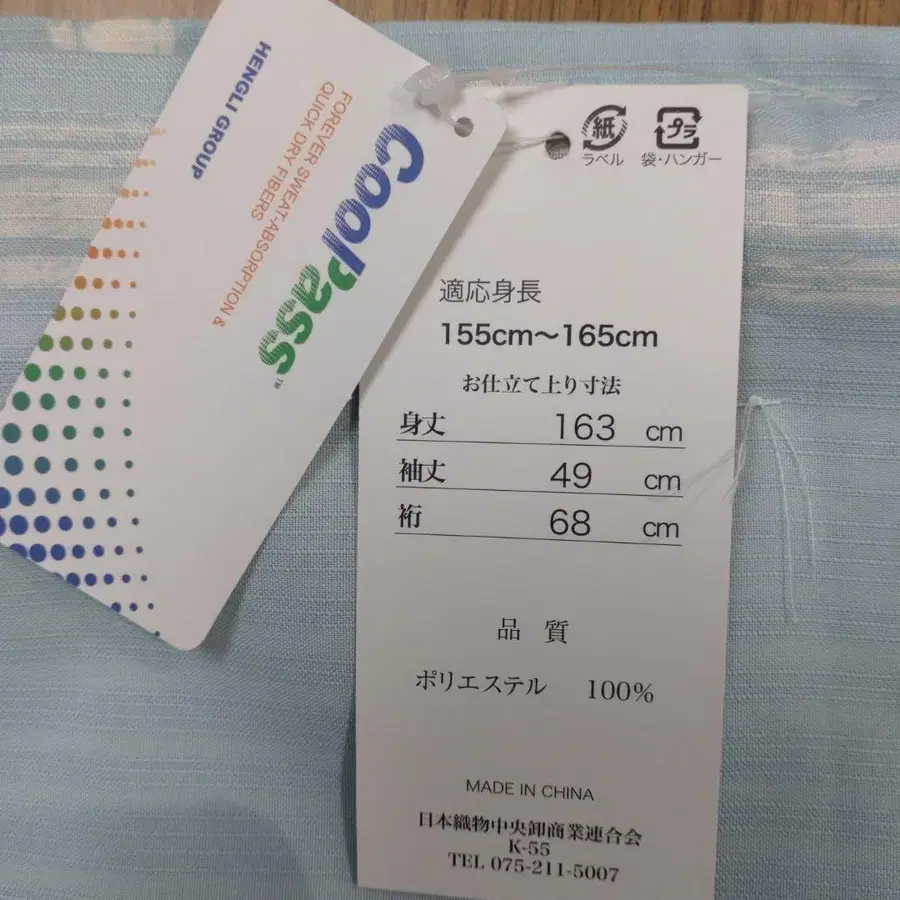 HENGLI GROUP
FOREVER SWEAT-ABSORPTION &
QUICK DRY FIBERS
CoolPass™
紙
ラベル
プラ
袋・ハンガー
適応身長
155cm〜165cm
お仕立て上り寸法
身丈 163 cm
袖丈 49 cm
裄 68 cm
品 質
ポリエステル 100%
MADE IN CHINA
日本織物中央卸商業連合会
K-55
TEL 075-211-5007